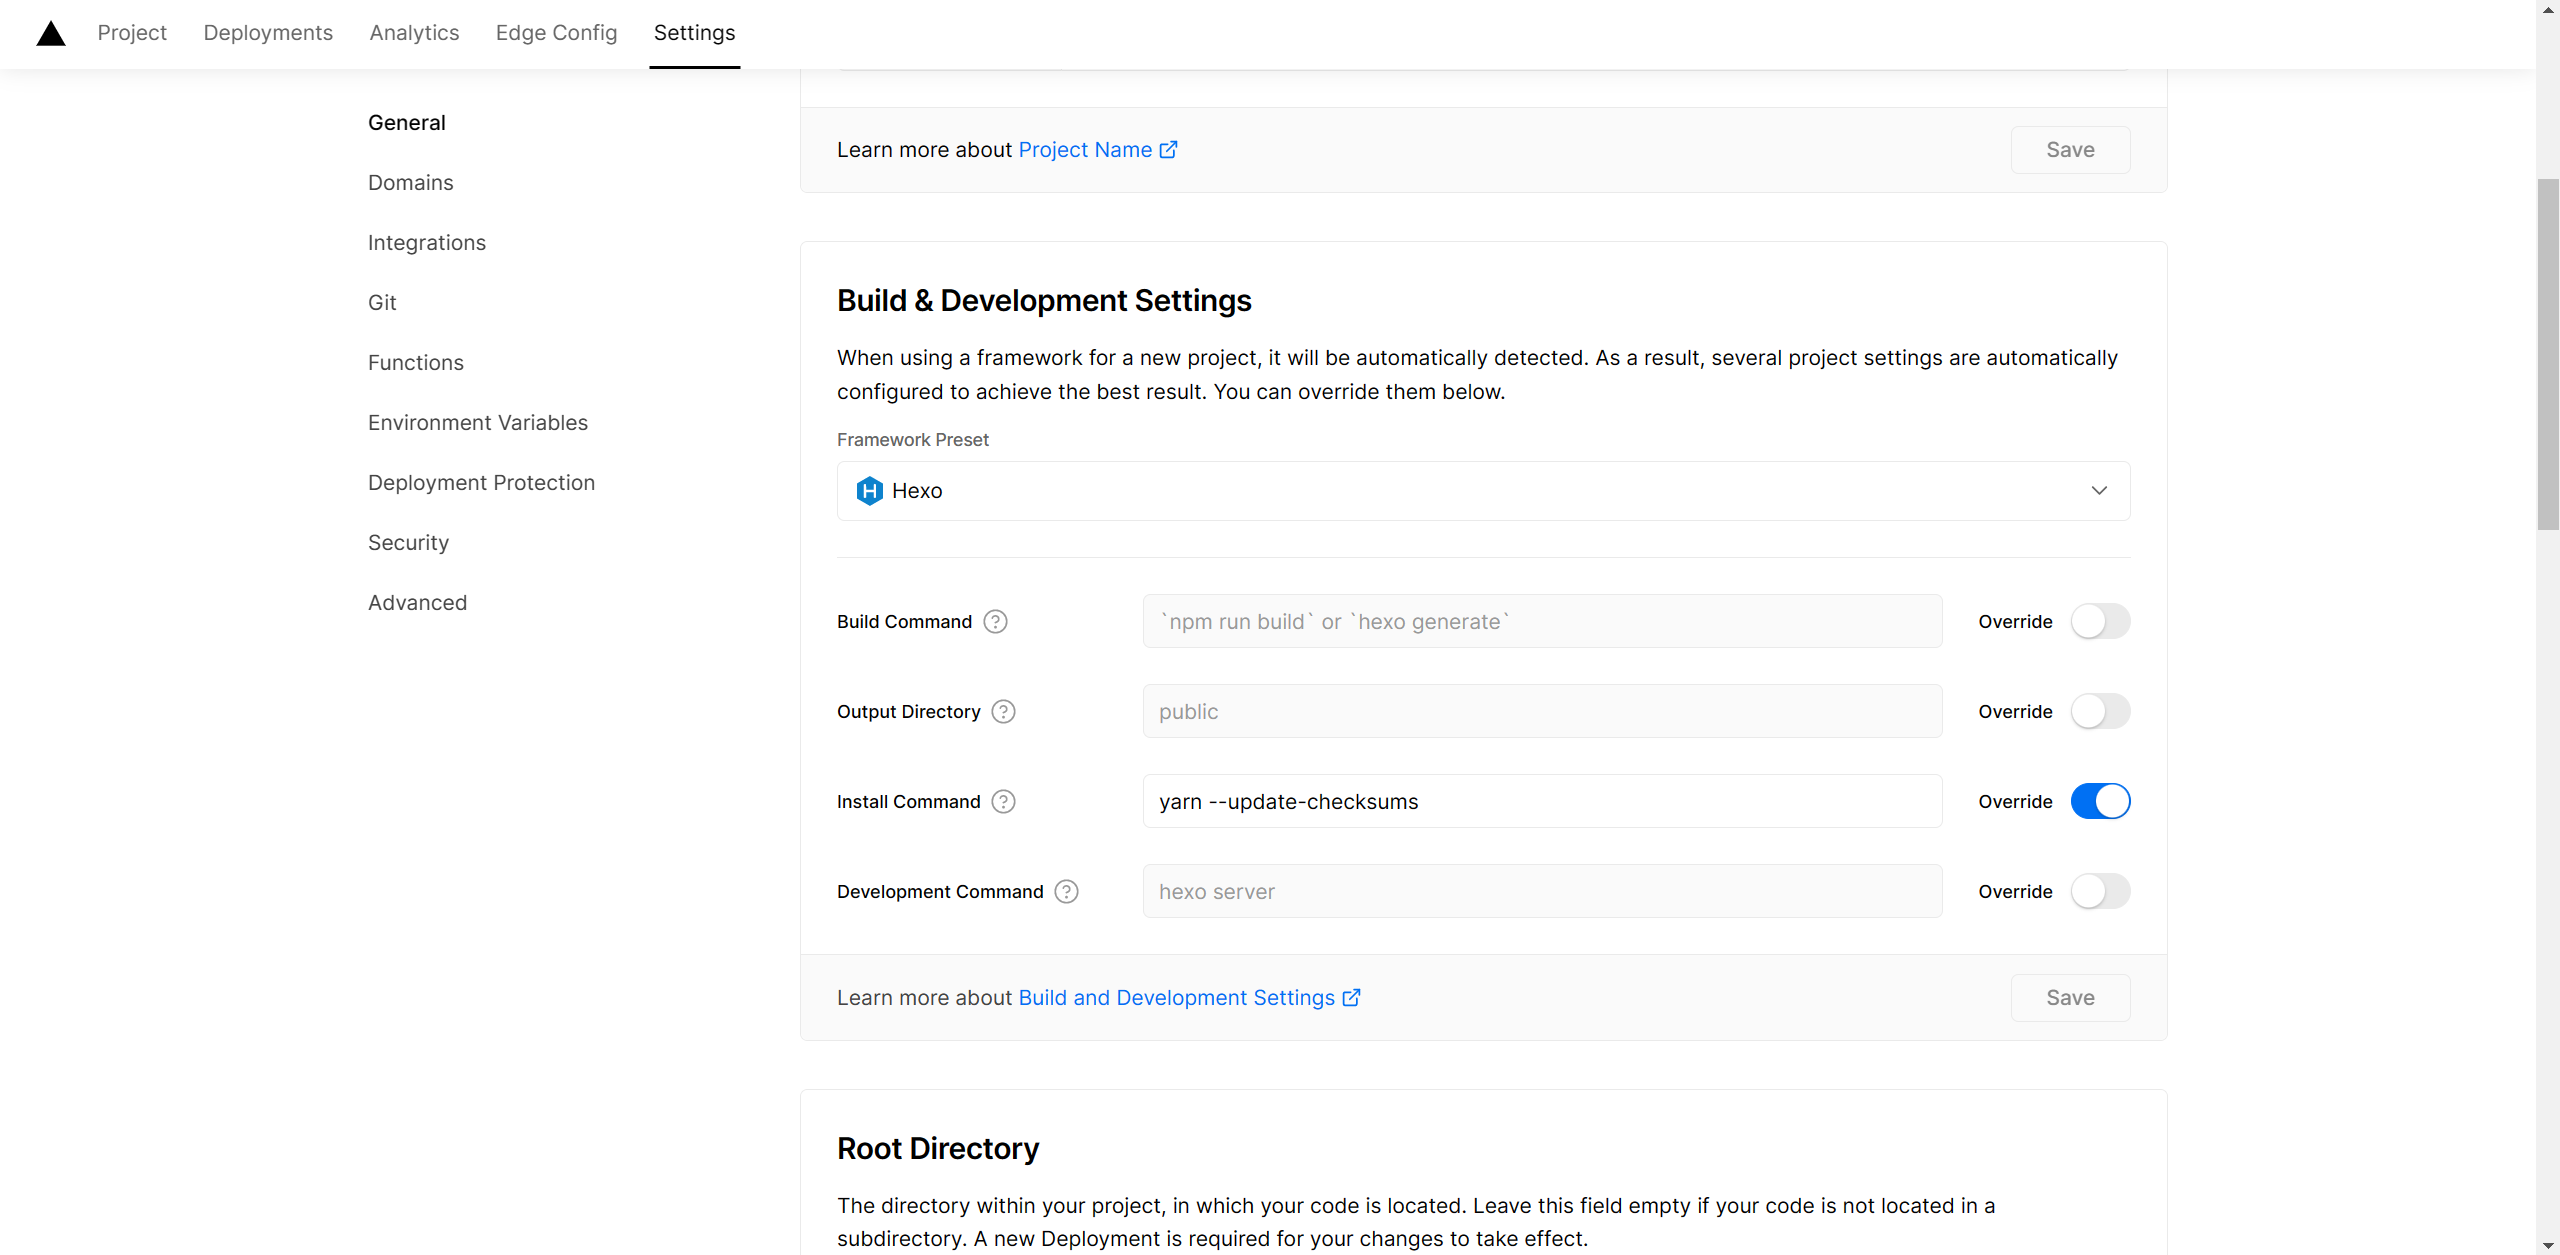 Project Deployments Analytics Edge Config Settings
General
Domains
Integrations
Git
Functions
Environment Variables
Deployment Protection
Security
Advanced
Learn more about Project Name
Save
Build & Development Settings
When using a framework for a new project, it will be automatically detected. As a result, several project settings are automatically
configured to achieve the best result. You can override them below.
Framework Preset
H Hexo
Build Command ? `npm run build` or `hexo generate` Override
Output Directory ? public Override
Install Command ? yarn --update-checksums Override
Development Command ? hexo server Override
Learn more about Build and Development Settings
Save
Root Directory
The directory within your project, in which your code is located. Leave this field empty if your code is not located in a
subdirectory. A new Deployment is required for your changes to take effect.